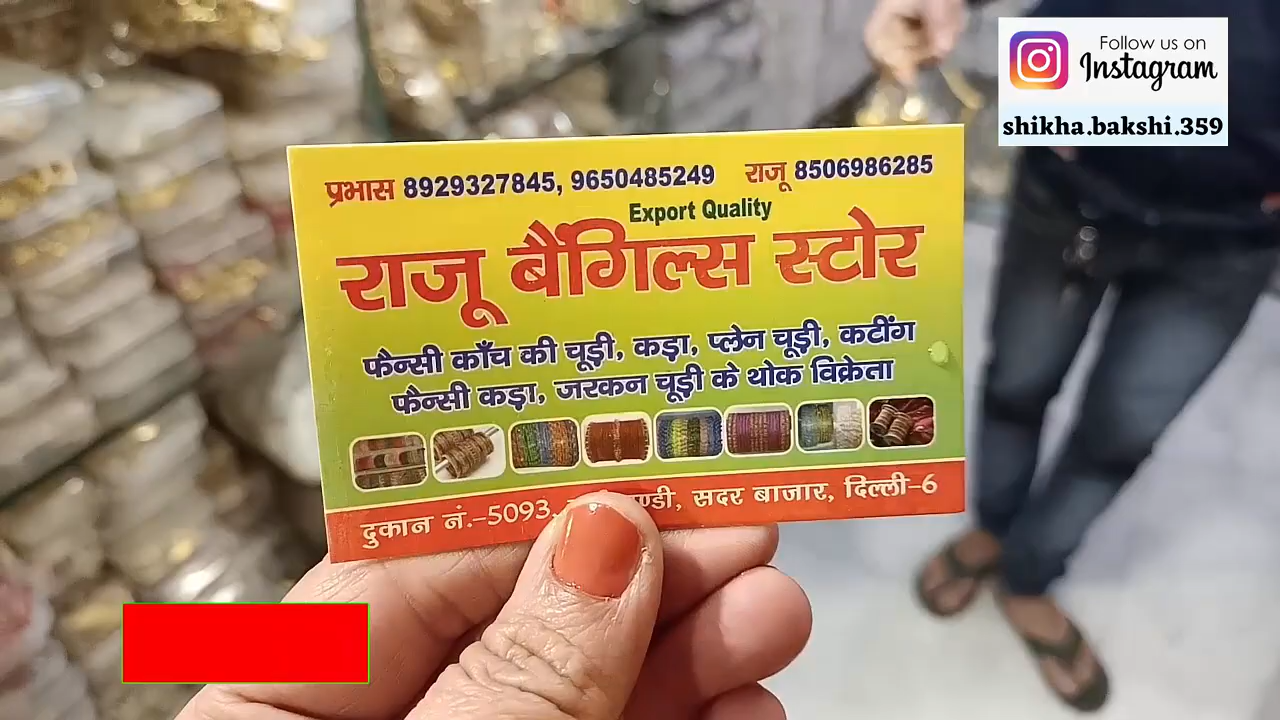 Follow us on
Instagram
shikha.bakshi.359
प्रभास 8929327845, 9650485249 राजू 8506986285
Export Quality
राजू बैंगिल्स स्टोर
फैन्सी काँच की चूड़ी, कड़ा, प्लेन चूड़ी, कटींग
फैन्सी कड़ा, जरकन चूड़ी के थोक विक्रेता
दुकान नं.-5093, सदर बाजार, दिल्ली-6